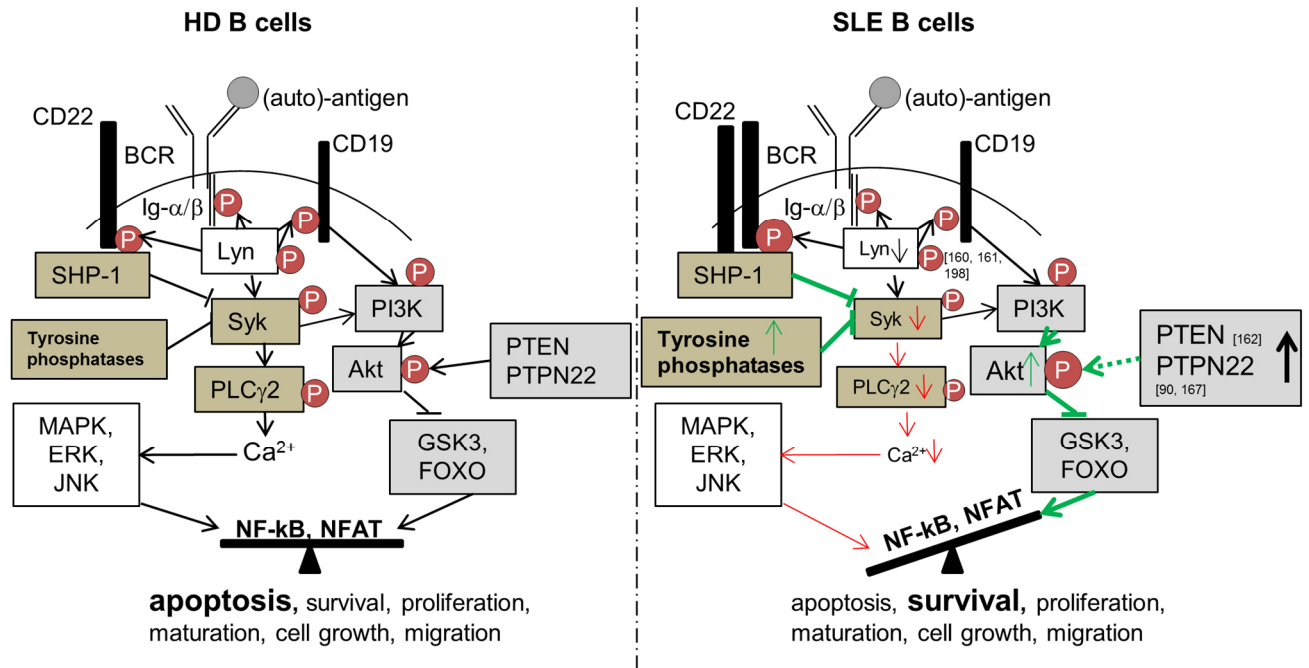 HD B cells
(auto)-antigen
CD22
BCR
CD19
Ig-α/β
P
P
P
P
Lyn
SHP-1
P
P
Syk
PI3K
Tyrosine
phosphatases
PTEN
PTPN22
Akt
P
PLCγ2
P
MAPK,
ERK,
JNK
Ca²⁺
GSK3,
FOXO
NF-kB, NFAT
apoptosis, survival, proliferation,
maturation, cell growth, migration
SLE B cells
(auto)-antigen
CD22
BCR
CD19
Ig-α/β
P
P
P
P
Lyn↓
[160, 161,
198]
SHP-1
P
P
Syk ↓
PI3K
Tyrosine ↑
phosphatases
PTEN [162]
PTPN22 ↑
[90, 167]
Akt↑
P
PLCγ2 ↓
P
MAPK,
ERK,
JNK
Ca²⁺↓
GSK3,
FOXO
NF-kB, NFAT
apoptosis, survival, proliferation,
maturation, cell growth, migration